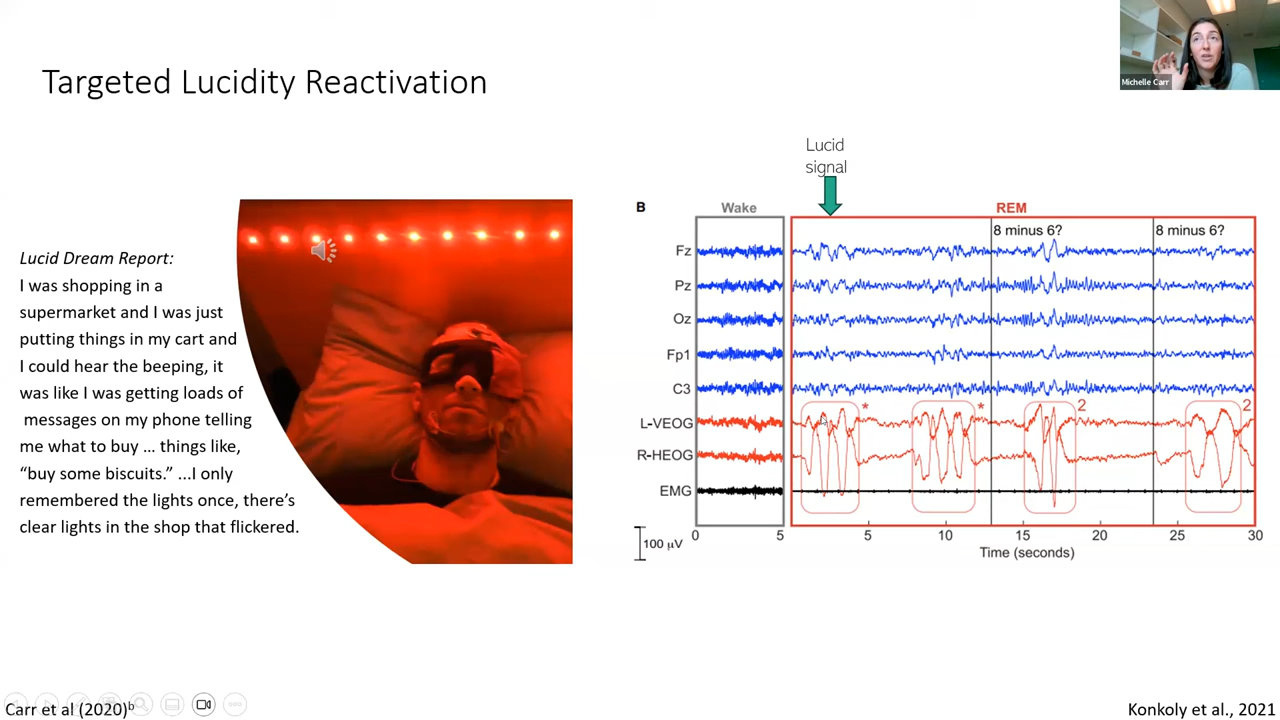 Targeted Lucidity Reactivation
Michelle Carr
Lucid Dream Report:
I was shopping in a
supermarket and I was just
putting things in my cart and
I could hear the beeping, it
was like I was getting loads of
messages on my phone telling
me what to buy … things like,
“buy some biscuits.” ...I only
remembered the lights once, there’s
clear lights in the shop that flickered.
Lucid
signal
B
Wake
REM
8 minus 6?
8 minus 6?
Fz
Pz
Oz
Fp1
C3
L-VEOG
R-HEOG
EMG
*
*
2
2
100 µV
0
5
5
10
15
20
25
30
Time (seconds)
Carr et al (2020)ᵇ
Konkoly et al., 2021